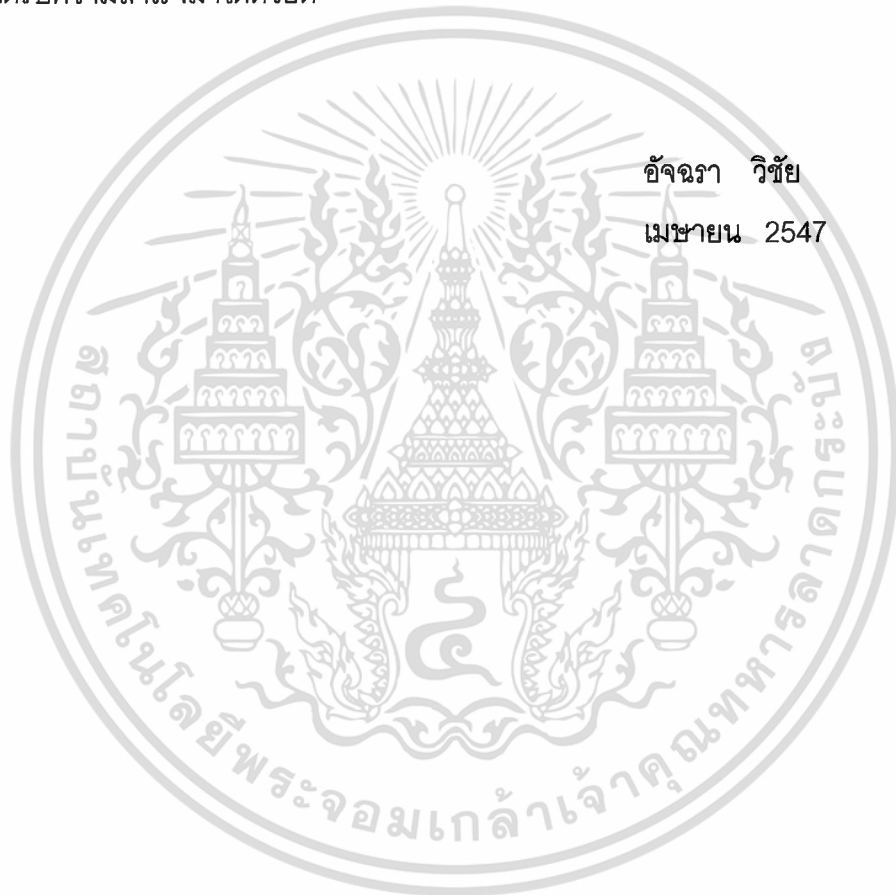 อัจฉรา วิชัย
เมษายน 2547
สถาบันเทคโนโลยีพระจอมเกล้าเจ้าคุณทหารลาดกระบัง